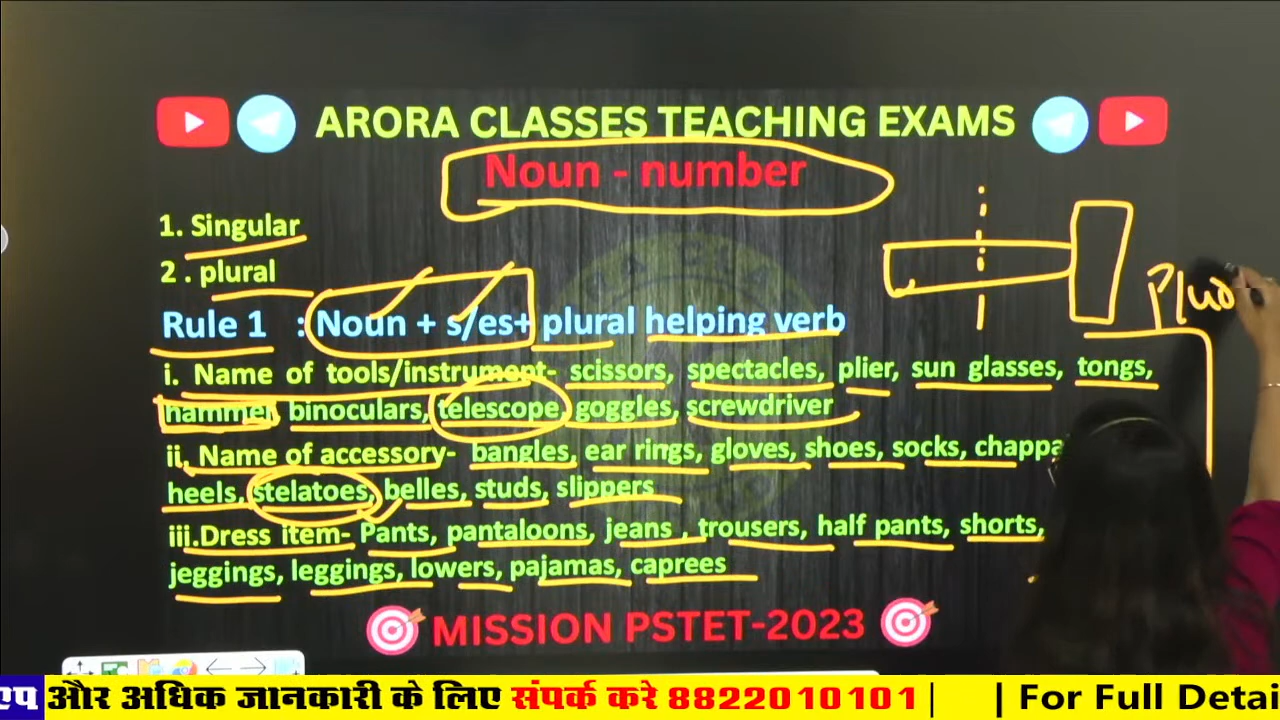 ARORA CLASSES TEACHING EXAMS
Noun - number
1. Singular
2 . plural
Rule 1 : Noun + s/es+ plural helping verb
i. Name of tools/instrument- scissors, spectacles, plier, sun glasses, tongs,
hammer binoculars, telescope, goggles, screwdriver
ii. Name of accessory- bangles, ear rings, gloves, shoes, socks, chappa
heels, stelatoes, belles, studs, slippers
iii.Dress item- Pants, pantaloons, jeans , trousers, half pants, shorts,
jeggings, leggings, lowers, pajamas, caprees
Plu
MISSION PSTET-2023
एप और अधिक जानकारी के लिए संपर्क करे 8822010101 | | For Full Detai